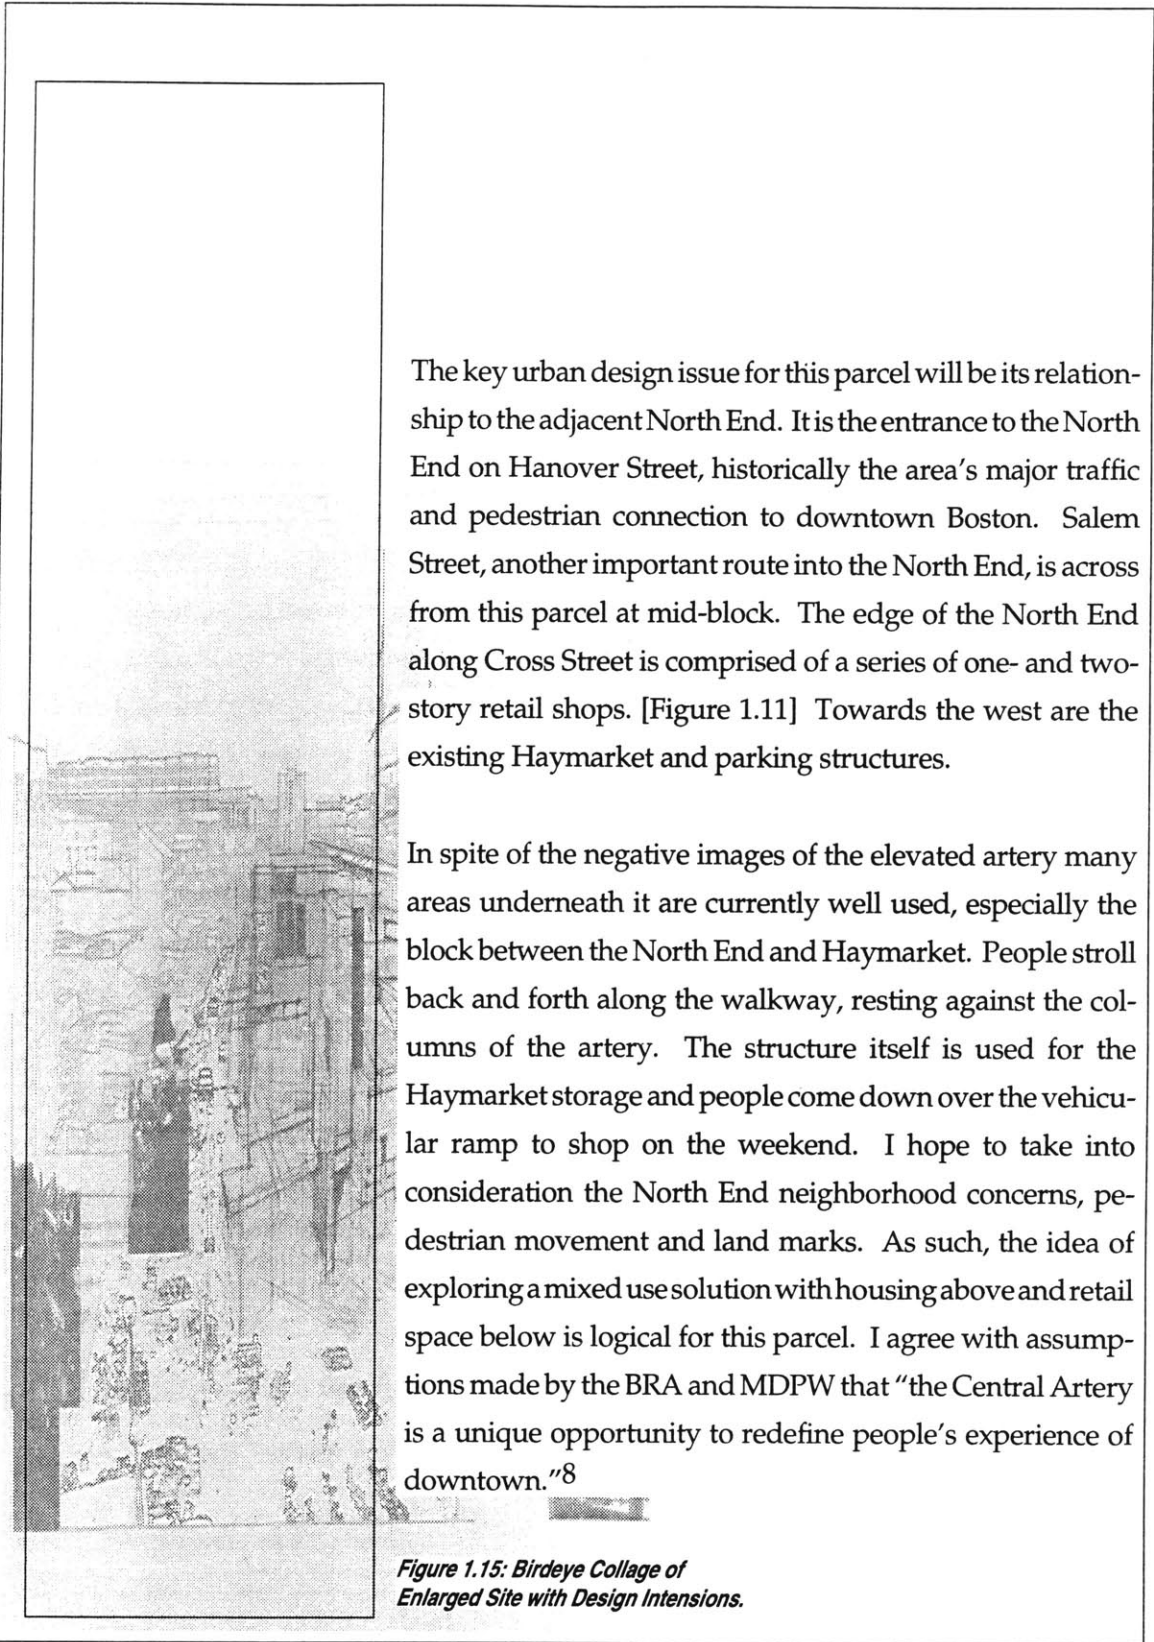 The key urban design issue for this parcel will be its relation-
ship to the adjacent North End. It is the entrance to the North
End on Hanover Street, historically the area's major traffic
and pedestrian connection to downtown Boston. Salem
Street, another important route into the North End, is across
from this parcel at mid-block. The edge of the North End
along Cross Street is comprised of a series of one- and two-
story retail shops. [Figure 1.11] Towards the west are the
existing Haymarket and parking structures.
In spite of the negative images of the elevated artery many
areas underneath it are currently well used, especially the
block between the North End and Haymarket. People stroll
back and forth along the walkway, resting against the col-
umns of the artery. The structure itself is used for the
Haymarket storage and people come down over the vehicu-
lar ramp to shop on the weekend. I hope to take into
consideration the North End neighborhood concerns, pe-
destrian movement and land marks. As such, the idea of
exploring a mixed use solution with housing above and retail
space below is logical for this parcel. I agree with assump-
tions made by the BRA and MDPW that "the Central Artery
is a unique opportunity to redefine people's experience of
downtown."8
Figure 1.15: Birdeye Collage of
Enlarged Site with Design Intensions.